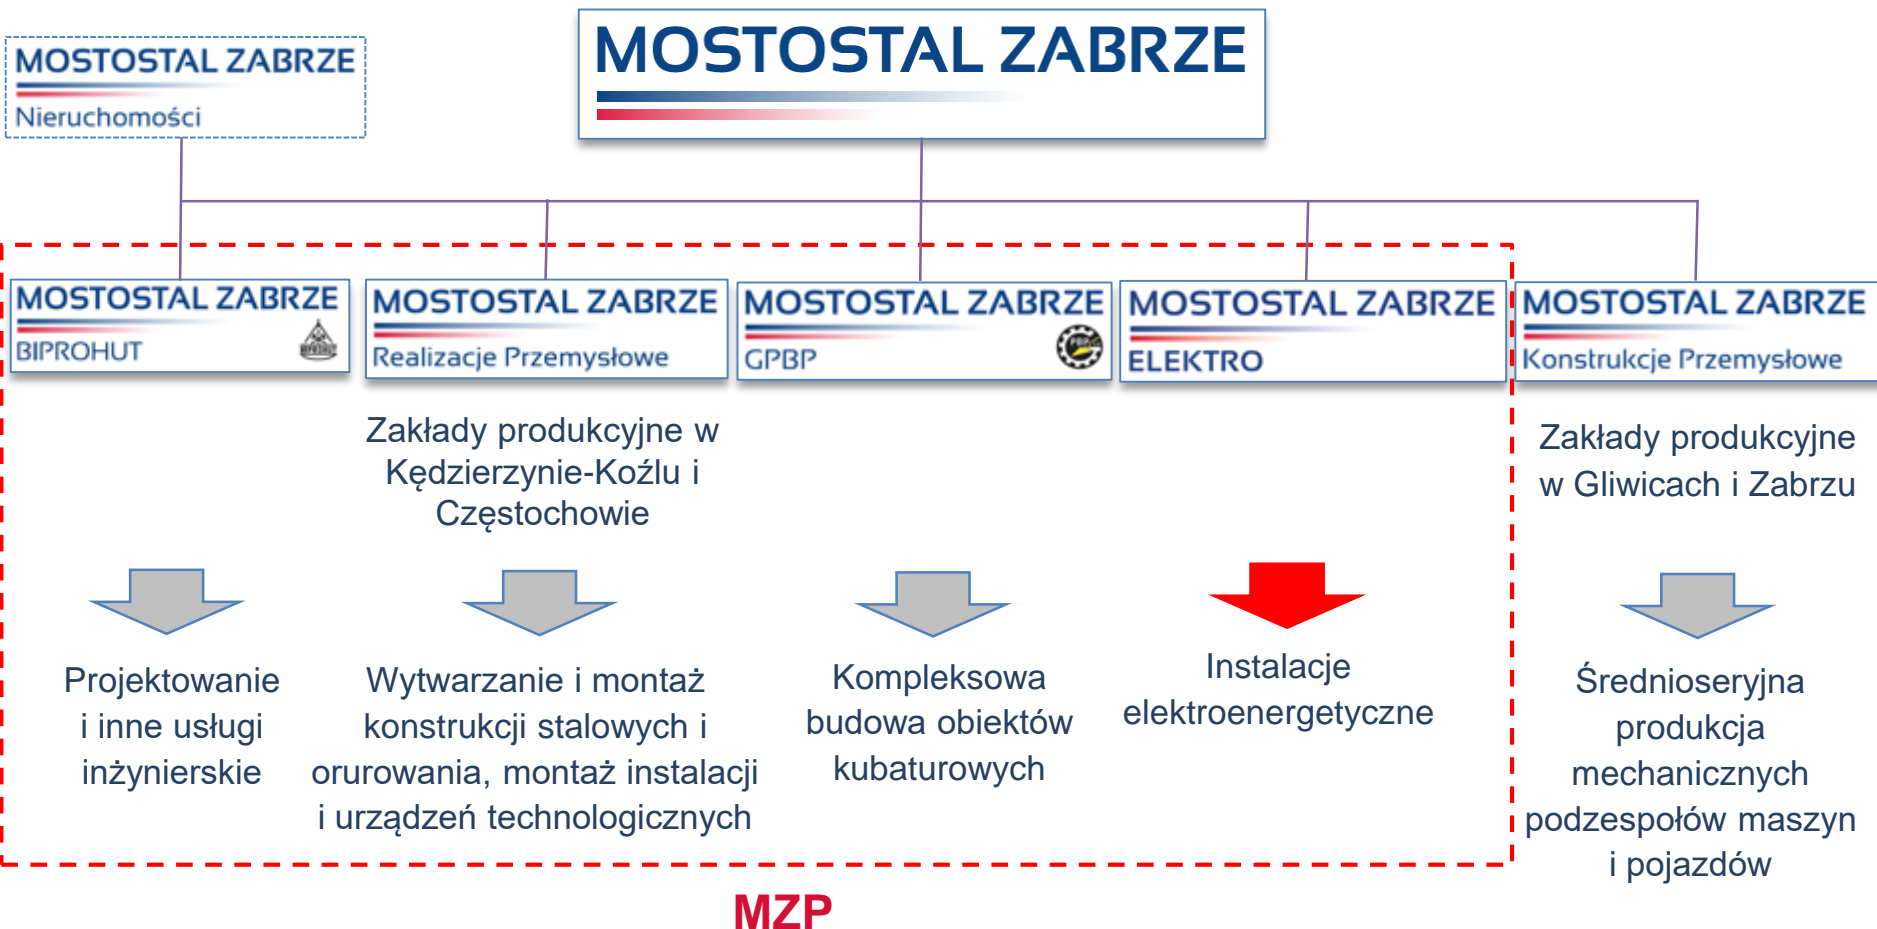 MOSTOSTAL ZABRZE
Nieruchomości
MOSTOSTAL ZABRZE
MOSTOSTAL ZABRZE
BIPROHUT
BIPROHUT
MOSTOSTAL ZABRZE
Realizacje Przemysłowe
MOSTOSTAL ZABRZE
GPBP
MOSTOSTAL ZABRZE
ELEKTRO
MOSTOSTAL ZABRZE
Konstrukcje Przemysłowe
Zakłady produkcyjne w
Kędzierzynie-Koźlu i
Częstochowie
Zakłady produkcyjne
w Gliwicach i Zabrzu
Projektowanie
i inne usługi
inżynierskie
Wytwarzanie i montaż
konstrukcji stalowych i
orurowania, montaż instalacji
i urządzeń technologicznych
Kompleksowa
budowa obiektów
kubaturowych
Instalacje
elektroenergetyczne
Średnioseryjna
produkcja
mechanicznych
podzespołów maszyn
i pojazdów
MZP